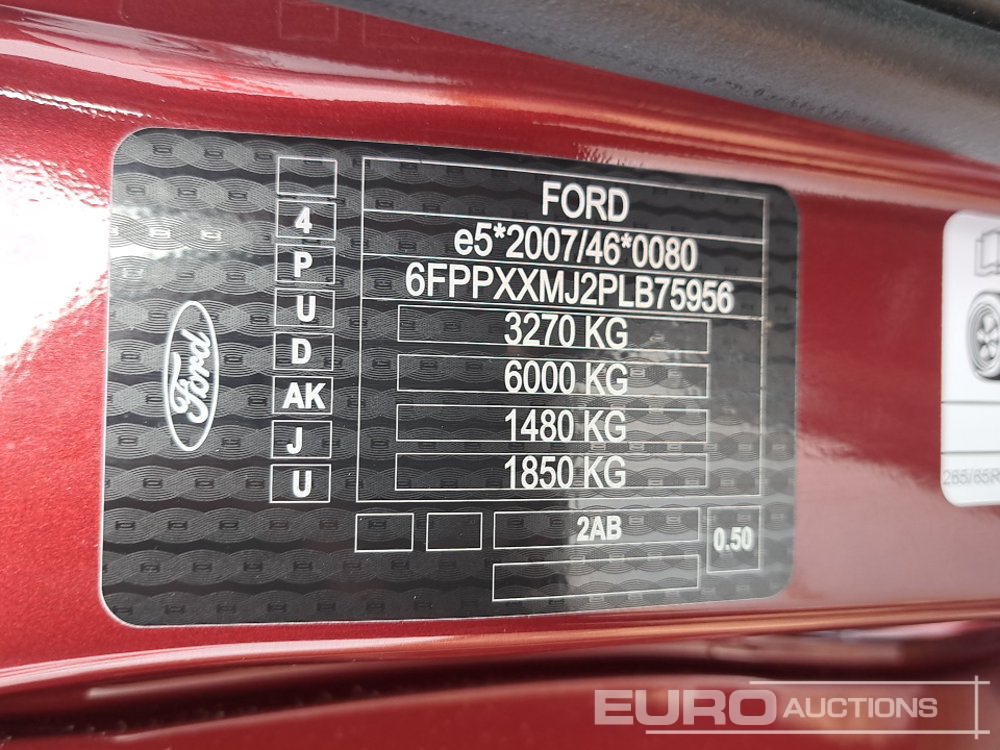 FORD
e5*2007/46*0080
6FPPXXMJ2PLB75956
3270 KG
6000 KG
1480 KG
1850 KG
4
P
U
D
AK
J
U
Ford
2AB
0.50
EURO AUCTIONS